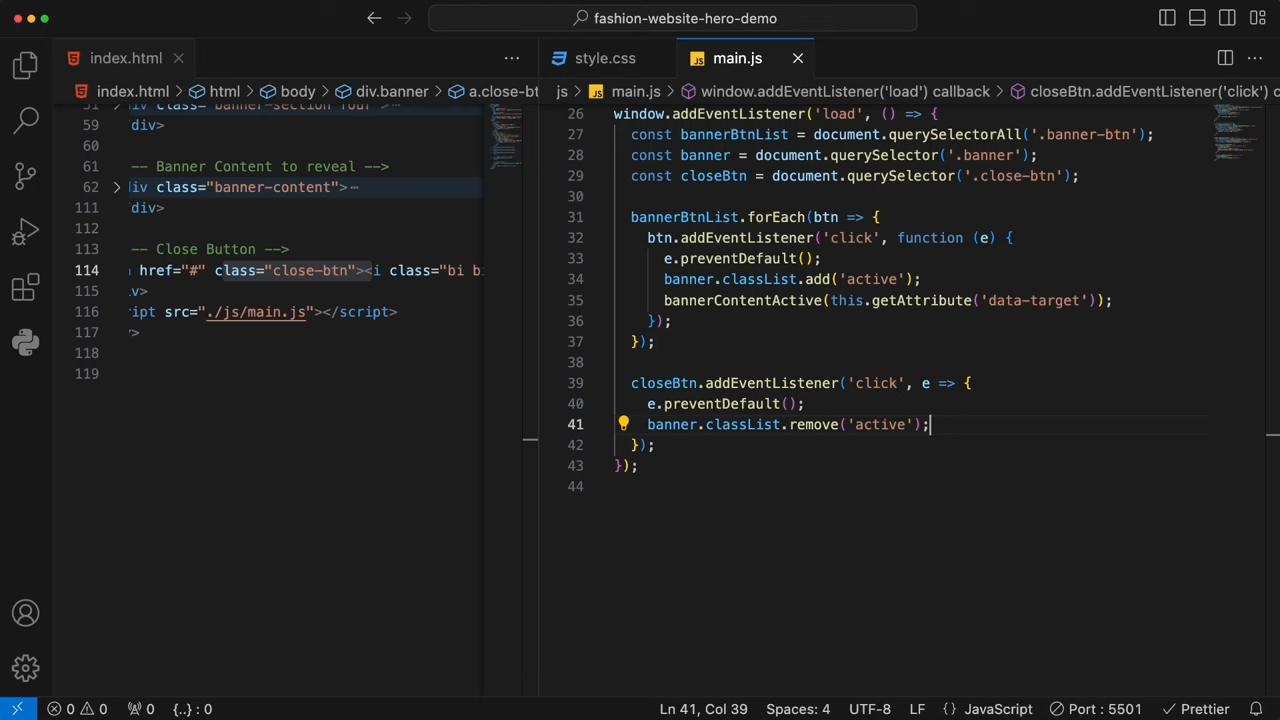 fashion-website-hero-demo
index.html
index.html > html > body > div.banner > a.close-bt
59 div>
60
61 -- Banner Content to reveal -->
62 div class="banner-content">
111 /div>
112
113 -- Close Button -->
114 href="#" class="close-btn"><i class="bi b
115 v>
116 ript src="./js/main.js"></script>
117 >
118
119
style.css
JS main.js
js > JS main.js > window.addEventListener('load') callback > closeBtn.addEventListener('click') c
26 window.addEventListener('load', () => {
27 const bannerBtnList = document.querySelectorAll('.banner-btn');
28 const banner = document.querySelector('.banner');
29 const closeBtn = document.querySelector('.close-btn');
30
31 bannerBtnList.forEach(btn => {
32 btn.addEventListener('click', function (e) {
33 e.preventDefault();
34 banner.classList.add('active');
35 bannerContentActive(this.getAttribute('data-target'));
36 });
37 });
38
39 closeBtn.addEventListener('click', e => {
40 e.preventDefault();
41 banner.classList.remove('active');
42 });
43 });
44
0 0 0 {..} : 0 Ln 41, Col 39 Spaces: 4 UTF-8 LF {} JavaScript Port : 5501 Prettier